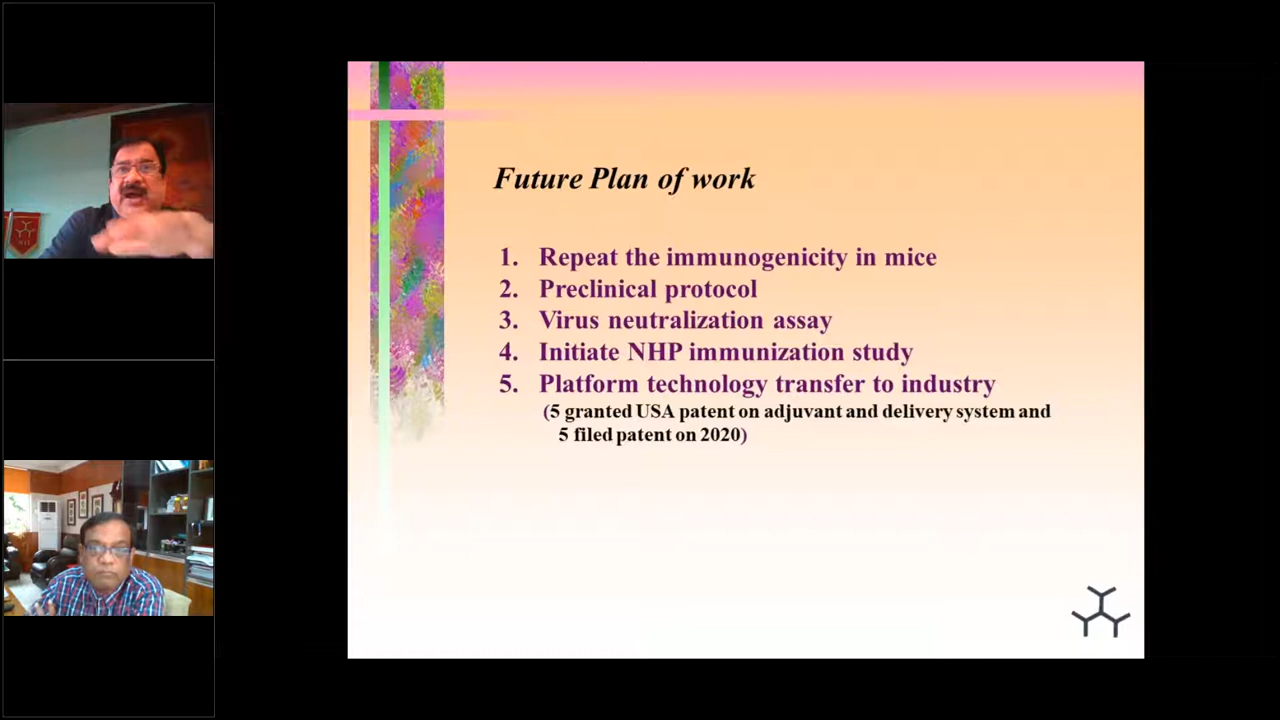 Future Plan of work
1. Repeat the immunogenicity in mice
2. Preclinical protocol
3. Virus neutralization assay
4. Initiate NHP immunization study
5. Platform technology transfer to industry
(5 granted USA patent on adjuvant and delivery system and
5 filed patent on 2020)